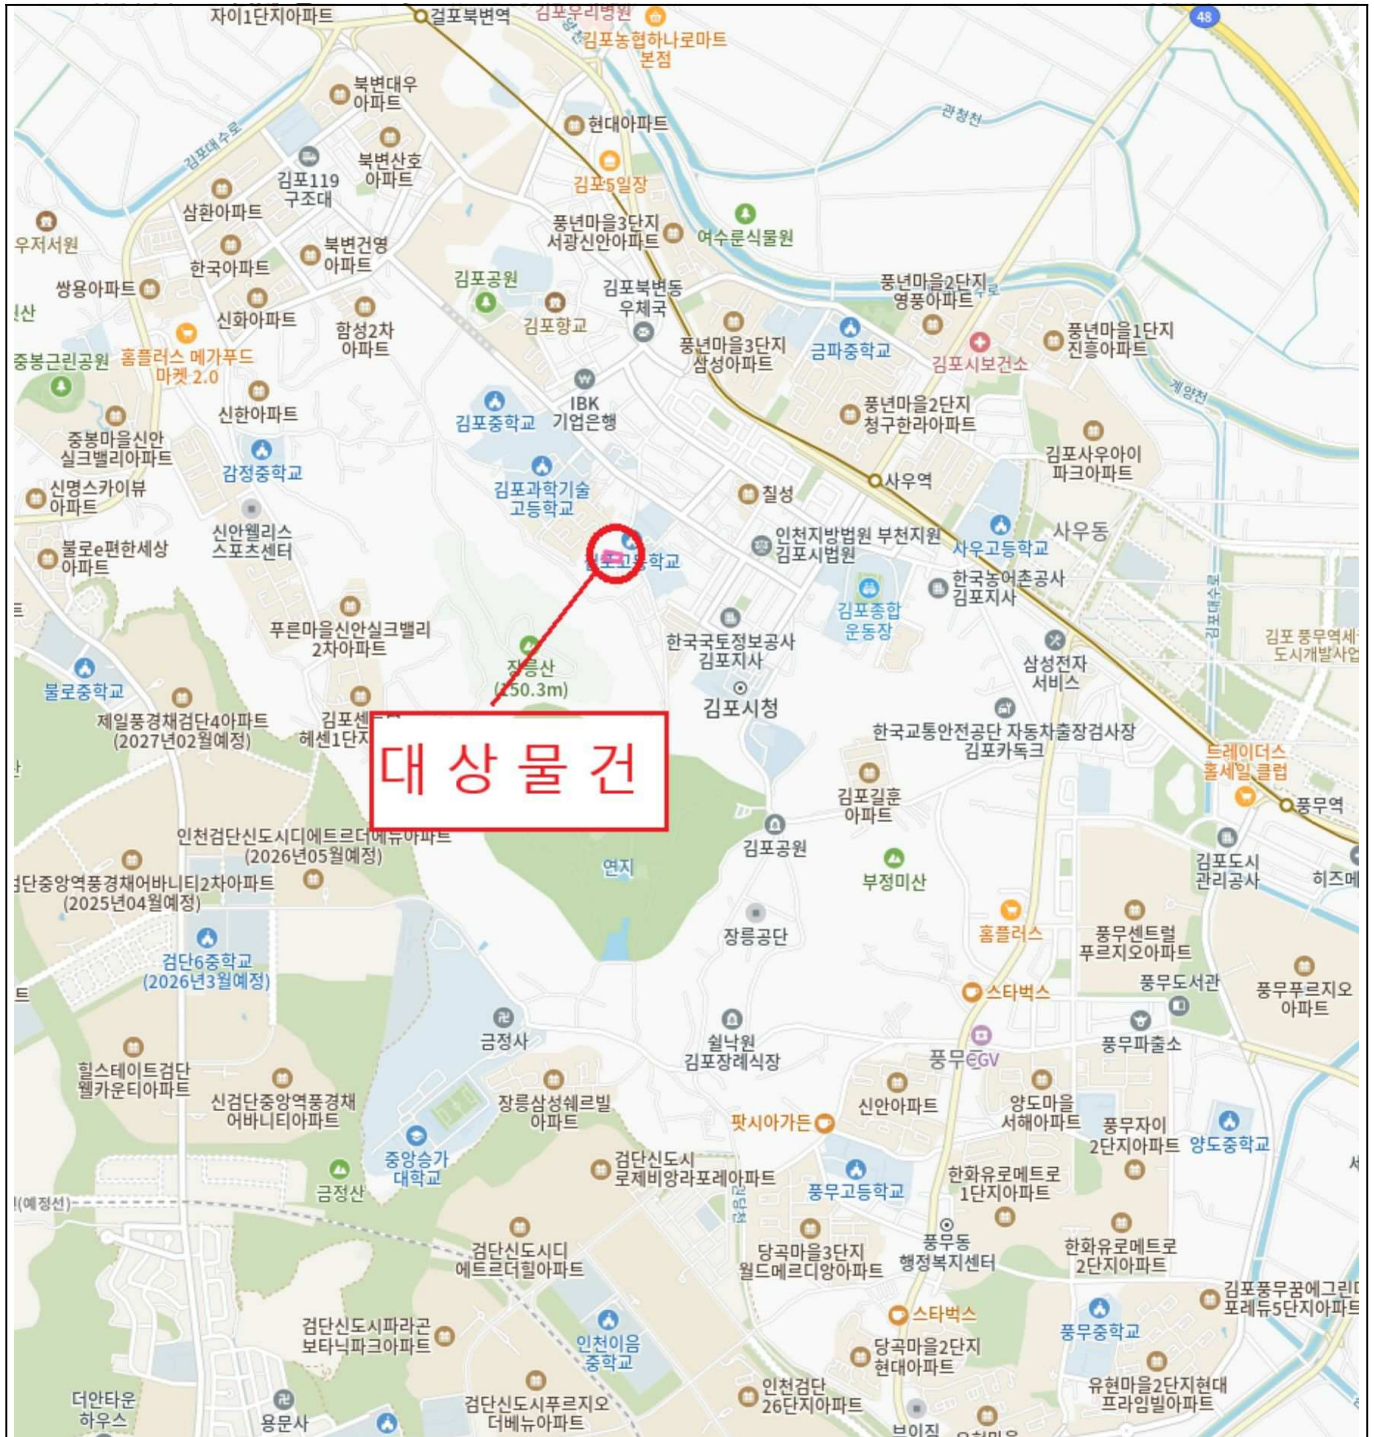 자이1단지아파트
걸포북변역
김포우리병원
김포농협하나로마트
본점
48
북변대우
아파트
관청천
현대아파트
김포대수로
북변산호
아파트
김포119
구조대
김포5일장
삼환아파트
풍년마을3단지
서광신안아파트
여수룬식물원
우저서원
북변건영
아파트
한국아파트
김포공원
김포북변동
우체국
풍년마을2단지
영풍아파트
쌍용아파트
신화아파트
함성2차
아파트
김포향교
풍년마을3단지
삼성아파트
금파중학교
김포시보건소
풍년마을1단지
진흥아파트
중봉근린공원
홈플러스 메가푸드
마켓 2.0
계양천
신한아파트
김포중학교
IBK
기업은행
풍년마을2단지
청구한라아파트
중봉마을신안
실크밸리아파트
감정중학교
김포사우아이
파크아파트
신명스카이뷰
아파트
김포과학기술
고등학교
칠성
사우역
신안웰리스
스포츠센터
인천지방법원 부천지원
김포시법원
사우고등학교
사우동
불로e편한세상
아파트
김포고등학교
한국농어촌공사
김포지사
김포종합
운동장
김포대수로
푸른마을신안실크밸리
2차아파트
한국국토정보공사
김포지사
삼성전자
서비스
김포 풍무역세
도시개발사업
장릉산
(150.3m)
불로중학교
김포시청
제일풍경채검단4아파트
(2027년02월예정)
김포센
헤센1단지
한국교통안전공단 자동차출장검사장
김포카독크
대상물건
트레이더스
홀세일 클럽
김포길훈
아파트
풍무역
인천검단신도시디에트르더에듀아파트
(2026년05월예정)
김포공원
연지
부정미산
김포도시
관리공사
히즈메
검단중앙역풍경채어바니티2차아파트
(2025년04월예정)
장릉공단
홈플러스
풍무센트럴
푸르지오아파트
검단6중학교
(2026년3월예정)
스타벅스
풍무도서관
풍무푸르지오
아파트
금정사
쉴낙원
김포장례식장
풍무동
CGV
풍무파출소
힐스테이트검단
웰카운티아파트
신검단중앙역풍경채
어바니티아파트
장릉삼성쉐르빌
아파트
신안아파트
양도마을
서해아파트
팟시아가든
풍무자이
2단지아파트
양도중학교
중앙승가
대학교
검단신도시
로제비앙라포레아파트
금정산
(예정선)
풍무고등학교
한화유로메트로
1단지아파트
검단신도시디
에트르더힐아파트
당곡마을3단지
월드메르디앙아파트
풍무동
행정복지센터
한화유로메트로
2단지아파트
김포풍무꿈에그린
포레듀5단지아파트
검단신도시파라곤
보타닉파크아파트
인천이음
중학교
스타벅스
풍무중학교
당곡마을2단지
현대아파트
더안타운
하우스
용문사
검단신도시푸르지오
더베뉴아파트
인천검단
26단지아파트
유현마을2단지현대
프라임빌아파트